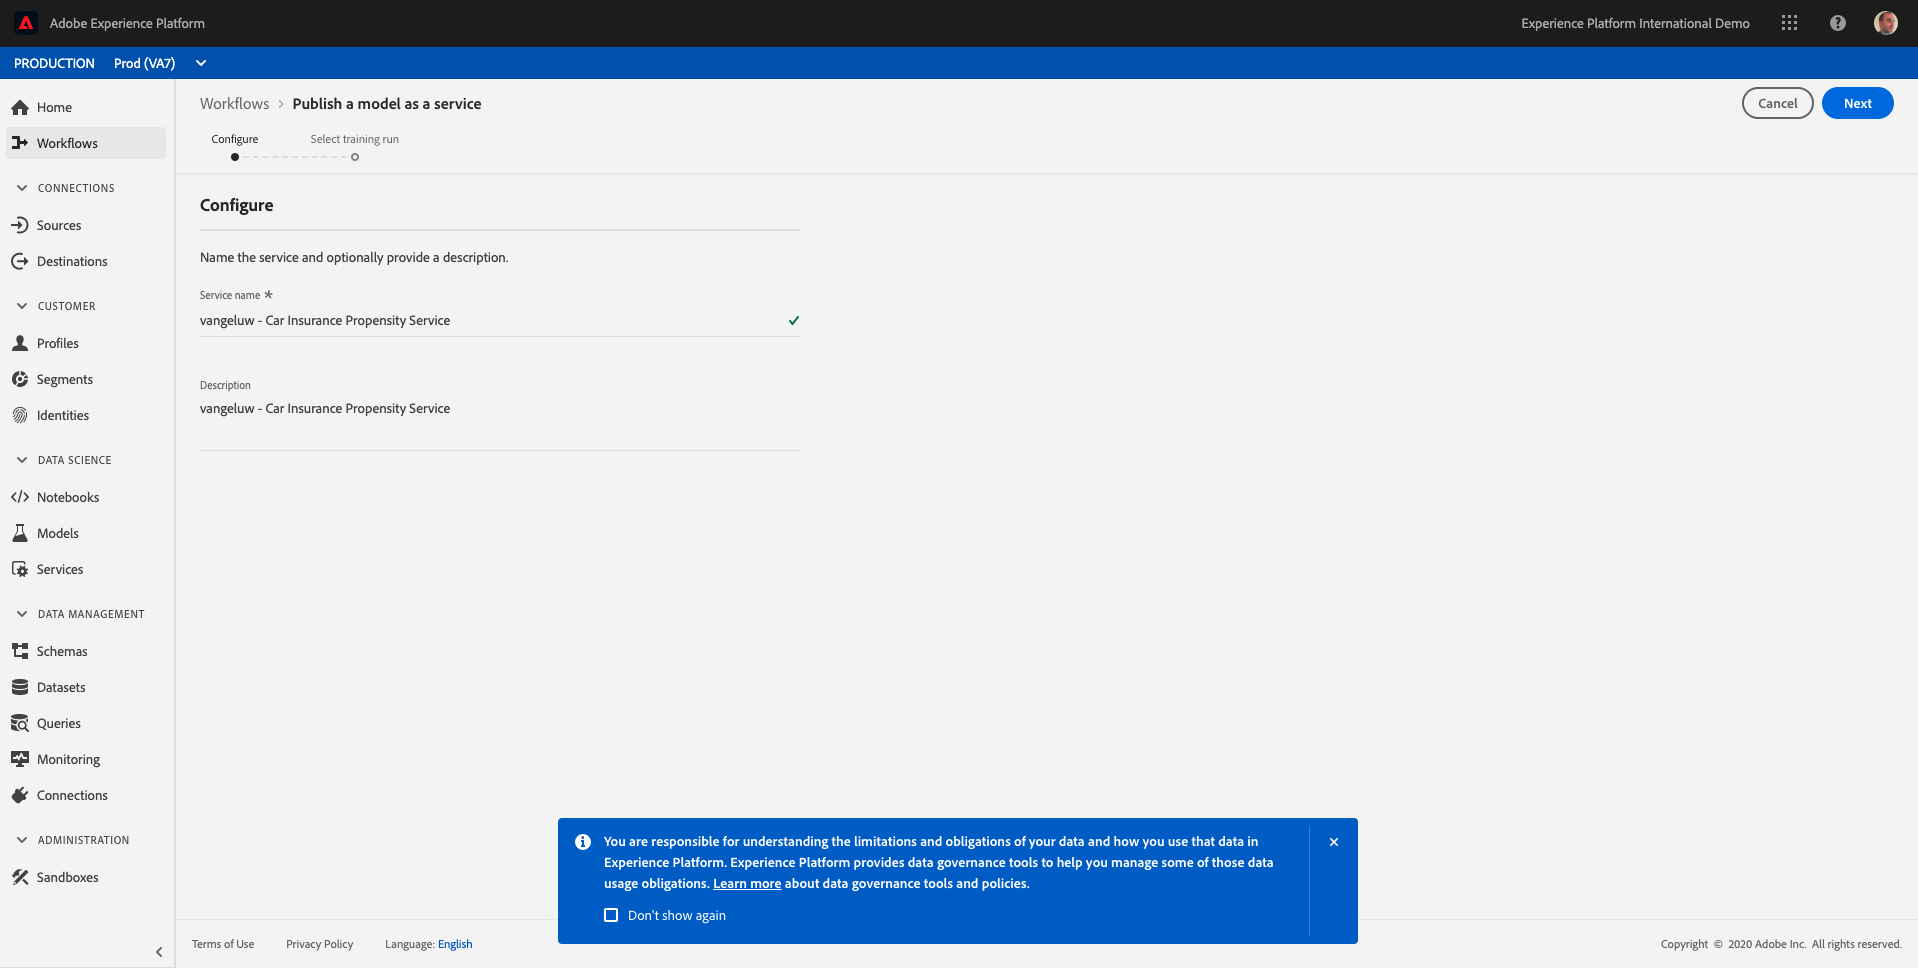 Adobe Experience Platform
Experience Platform International Demo
PRODUCTION Prod (VA7)
Home
Workflows
CONNECTIONS
Sources
Destinations
CUSTOMER
Profiles
Segments
Identities
DATA SCIENCE
Notebooks
Models
Services
DATA MANAGEMENT
Schemas
Datasets
Queries
Monitoring
Connections
ADMINISTRATION
Sandboxes
Workflows > Publish a model as a service
Cancel
Next
Configure
Select training run
Configure
Name the service and optionally provide a description.
Service name *
vangeluw - Car Insurance Propensity Service
Description
vangeluw - Car Insurance Propensity Service
You are responsible for understanding the limitations and obligations of your data and how you use that data in
Experience Platform. Experience Platform provides data governance tools to help you manage some of those data
usage obligations. Learn more about data governance tools and policies.
Don't show again
Terms of Use
Privacy Policy
Language: English
Copyright © 2020 Adobe Inc. All rights reserved.